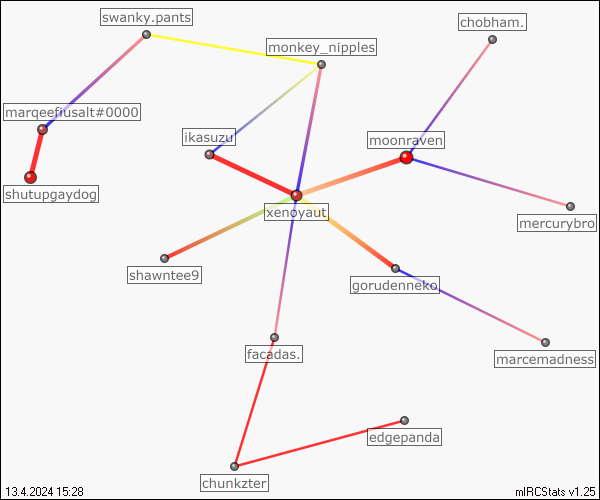 swanky.pants
chobham.
monkey_nipples
marqeefiusalt#0000
ikasuzu
moonraven
shutupgaydog
xenoyaut
mercurybro
shawntee9
gorudenneko
facadas.
marcemadness
edgepanda
chunkzter
13.4.2024 15:28
mIRCStats v1.25